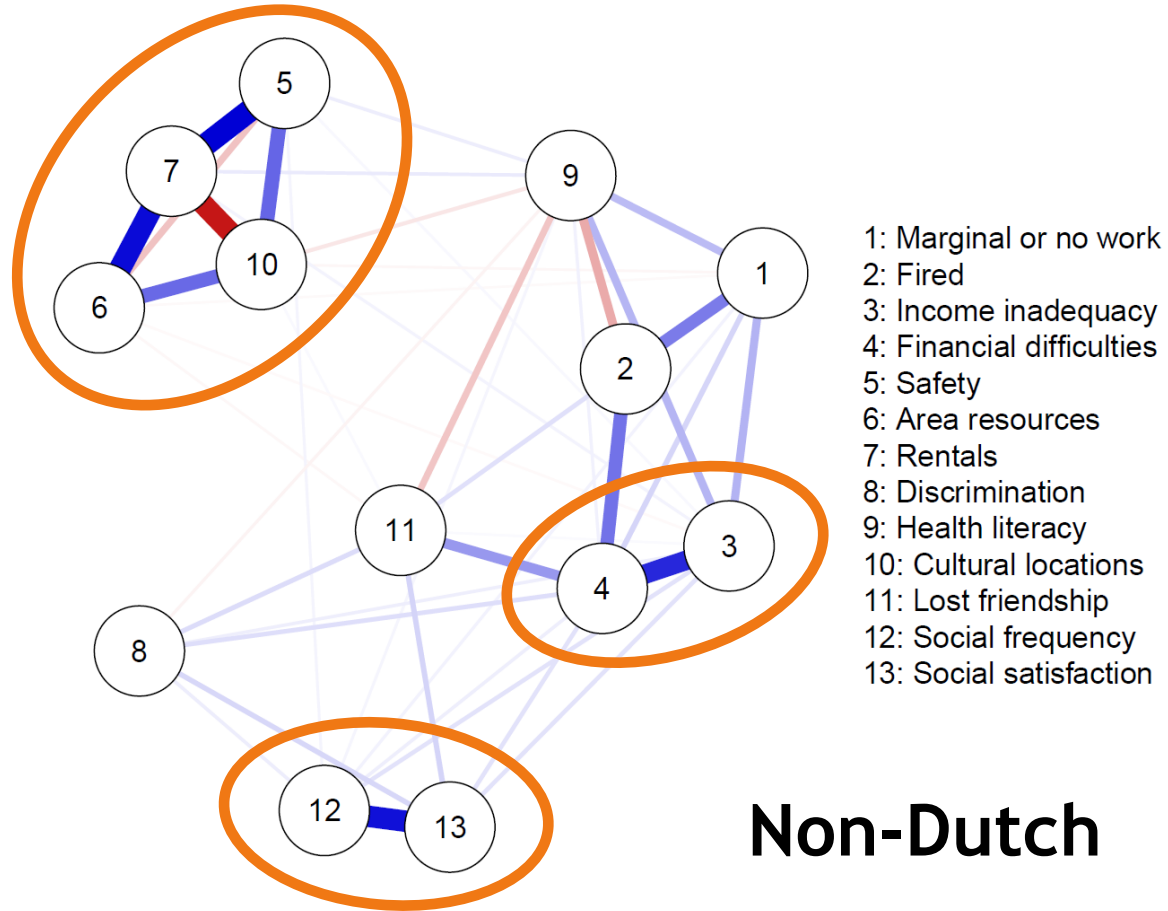 5
7
9
10
1
6
2
11
3
4
8
12
13
1: Marginal or no work
2: Fired
3: Income inadequacy
4: Financial difficulties
5: Safety
6: Area resources
7: Rentals
8: Discrimination
9: Health literacy
10: Cultural locations
11: Lost friendship
12: Social frequency
13: Social satisfaction
Non-Dutch